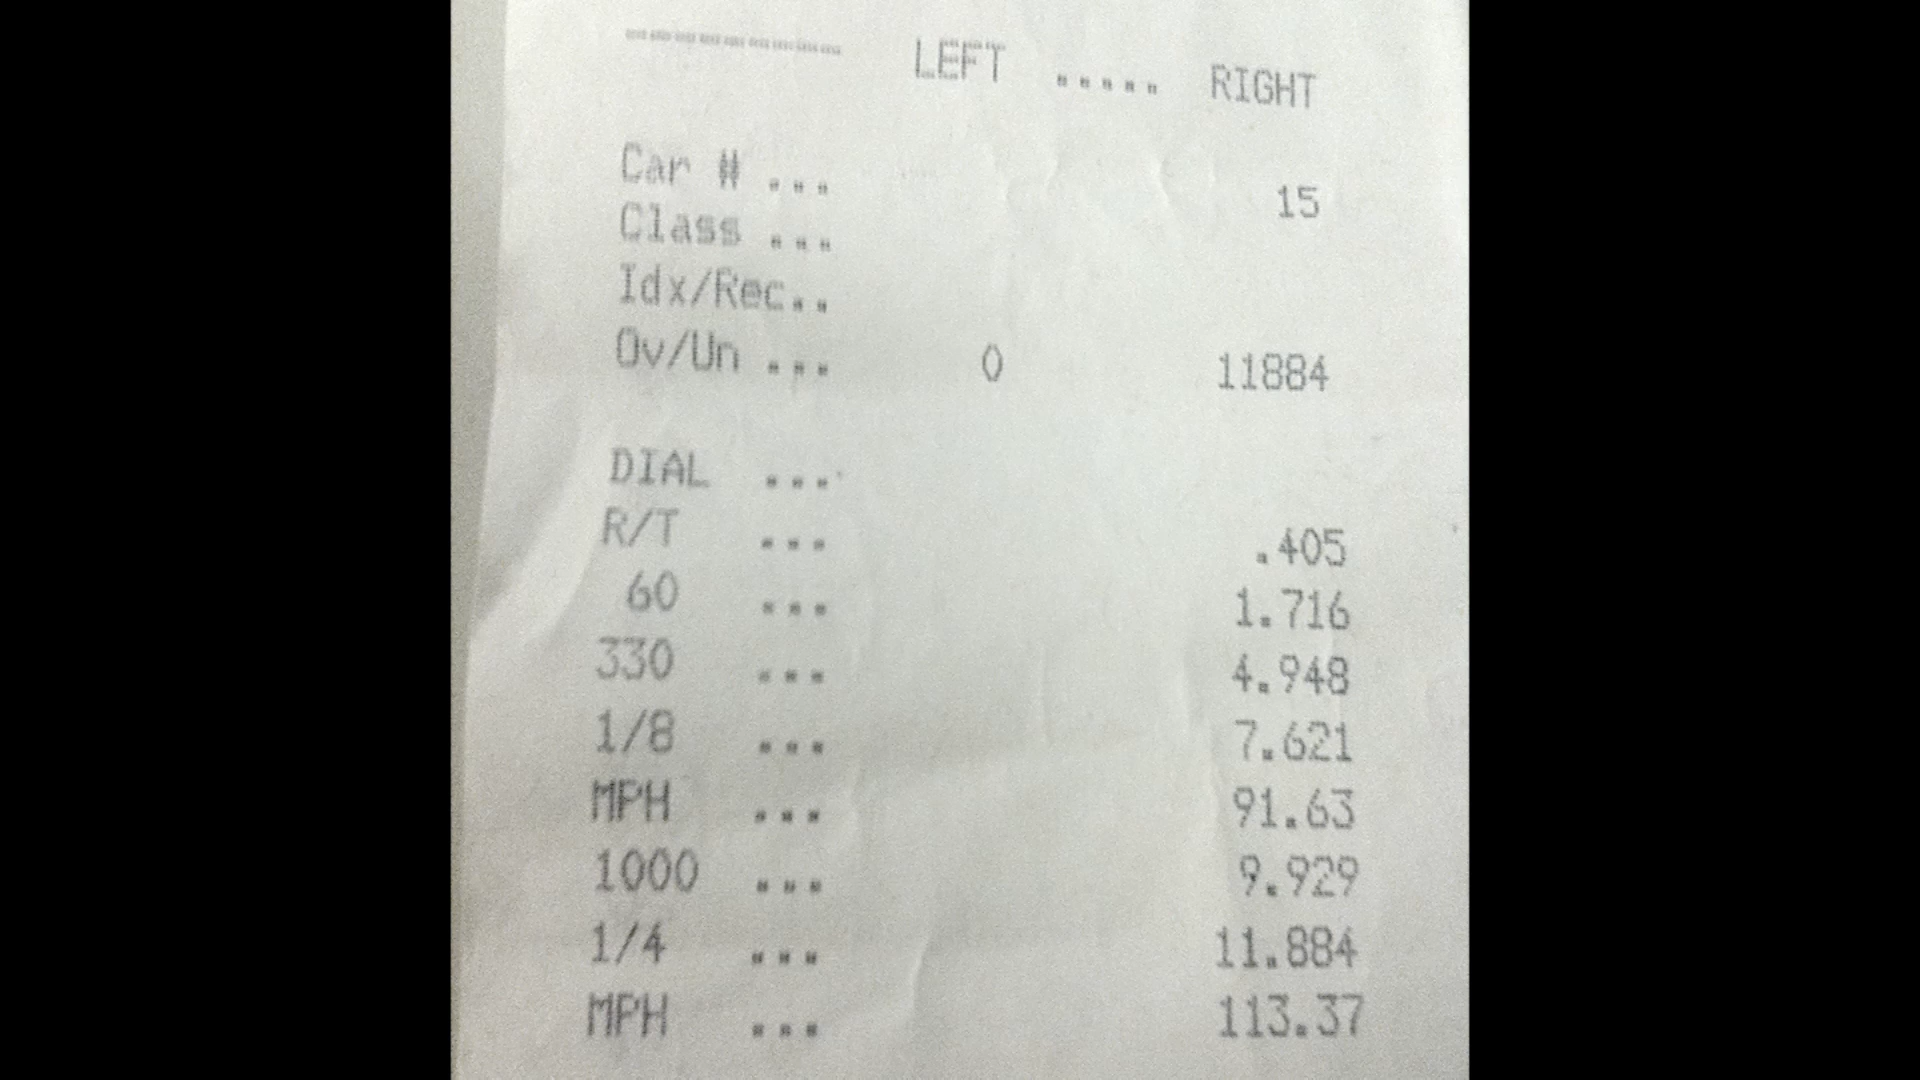 ---------- LEFT ..... RIGHT
Car # ... 15
Class ...
Idx/Rec..
Ov/Un ... 0 11884
DIAL ...
R/T ... .405
60 ... 1.716
330 ... 4.948
1/8 ... 7.621
MPH ... 91.63
1000 ... 9.929
1/4 ... 11.884
MPH ... 113.37